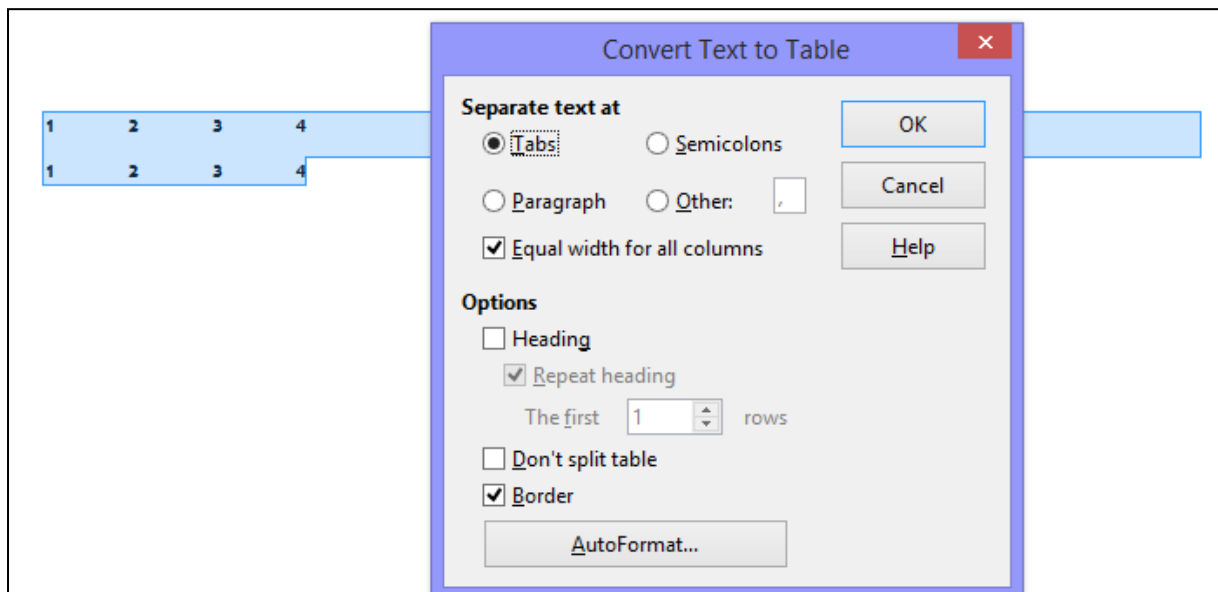 Convert Text to Table
1 2 3 4
1 2 3 4
Separate text at
Tabs Semicolons
Paragraph Other: ,
Equal width for all columns
OK
Cancel
Help
Options
Heading
Repeat heading
The first 1 rows
Don't split table
Border
AutoFormat...